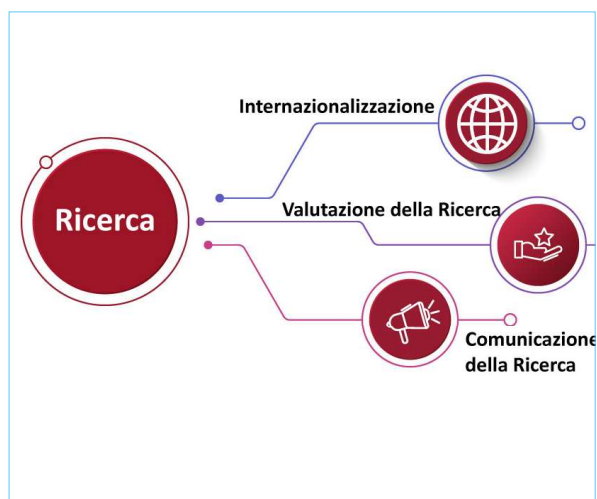 Internazionalizzazione
Ricerca
Valutazione della Ricerca
Comunicazione
della Ricerca